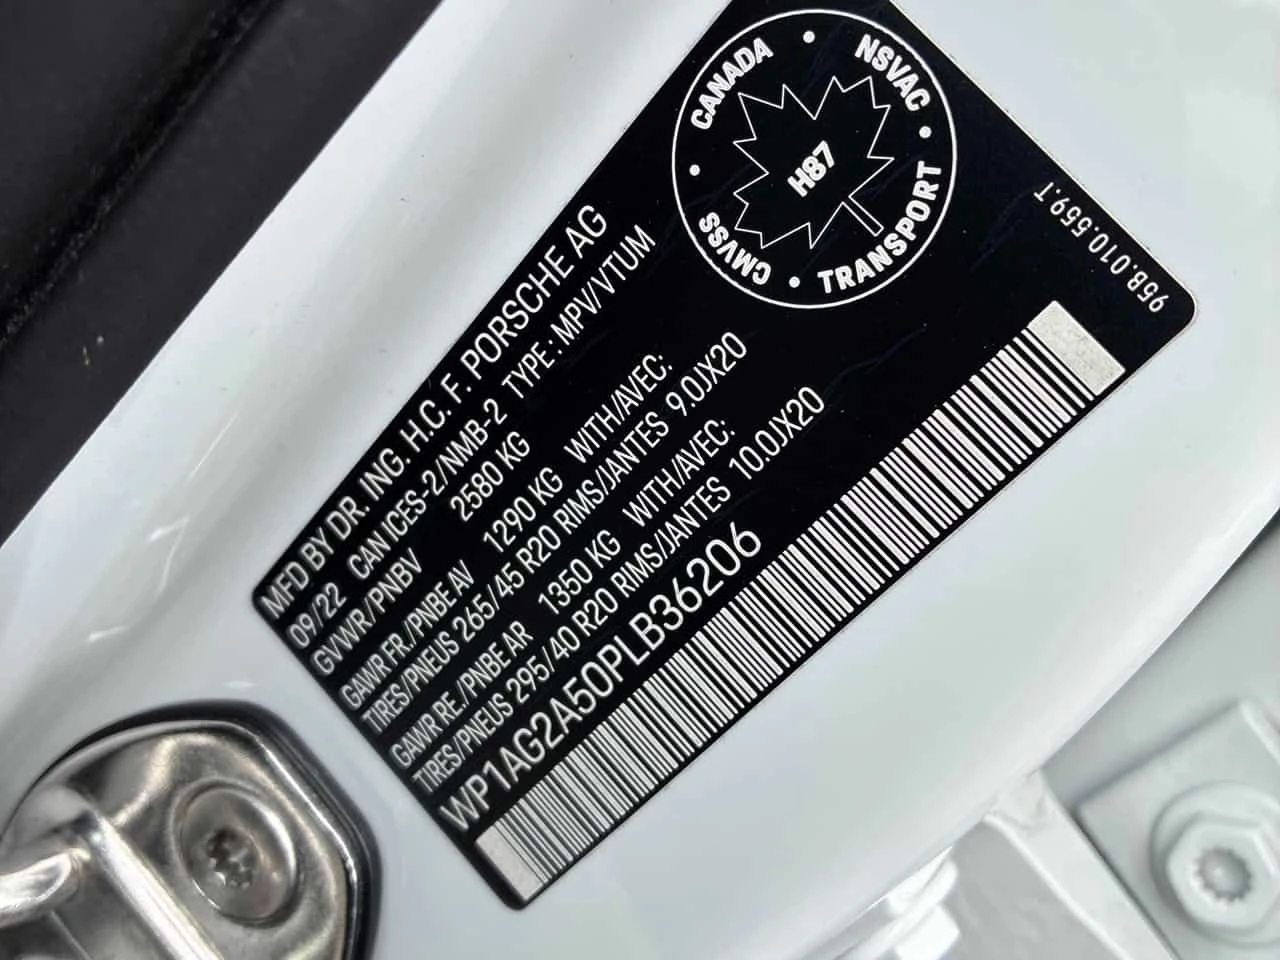 MFD BY DR. ING. H.C. F. PORSCHE AG
09/22 CAN ICES-2/NMB-2 TYPE : MPV/VTUM
GVWR/PNBV 2580 KG
GAWR FR./PNBE AV 1290 KG WITH/AVEC:
TIRES/PNEUS 265/45 R20 RIMS/JANTES 9.0JX20
GAWR RE./PNBE AR 1350 KG WITH/AVEC:
TIRES/PNEUS 295/40 R20 RIMS/JANTES 10.0JX20
WP1AG2A50PLB36206
CANADA • NSVAC • TRANSPORT • CMVSS •
H87
95B.010.559.T